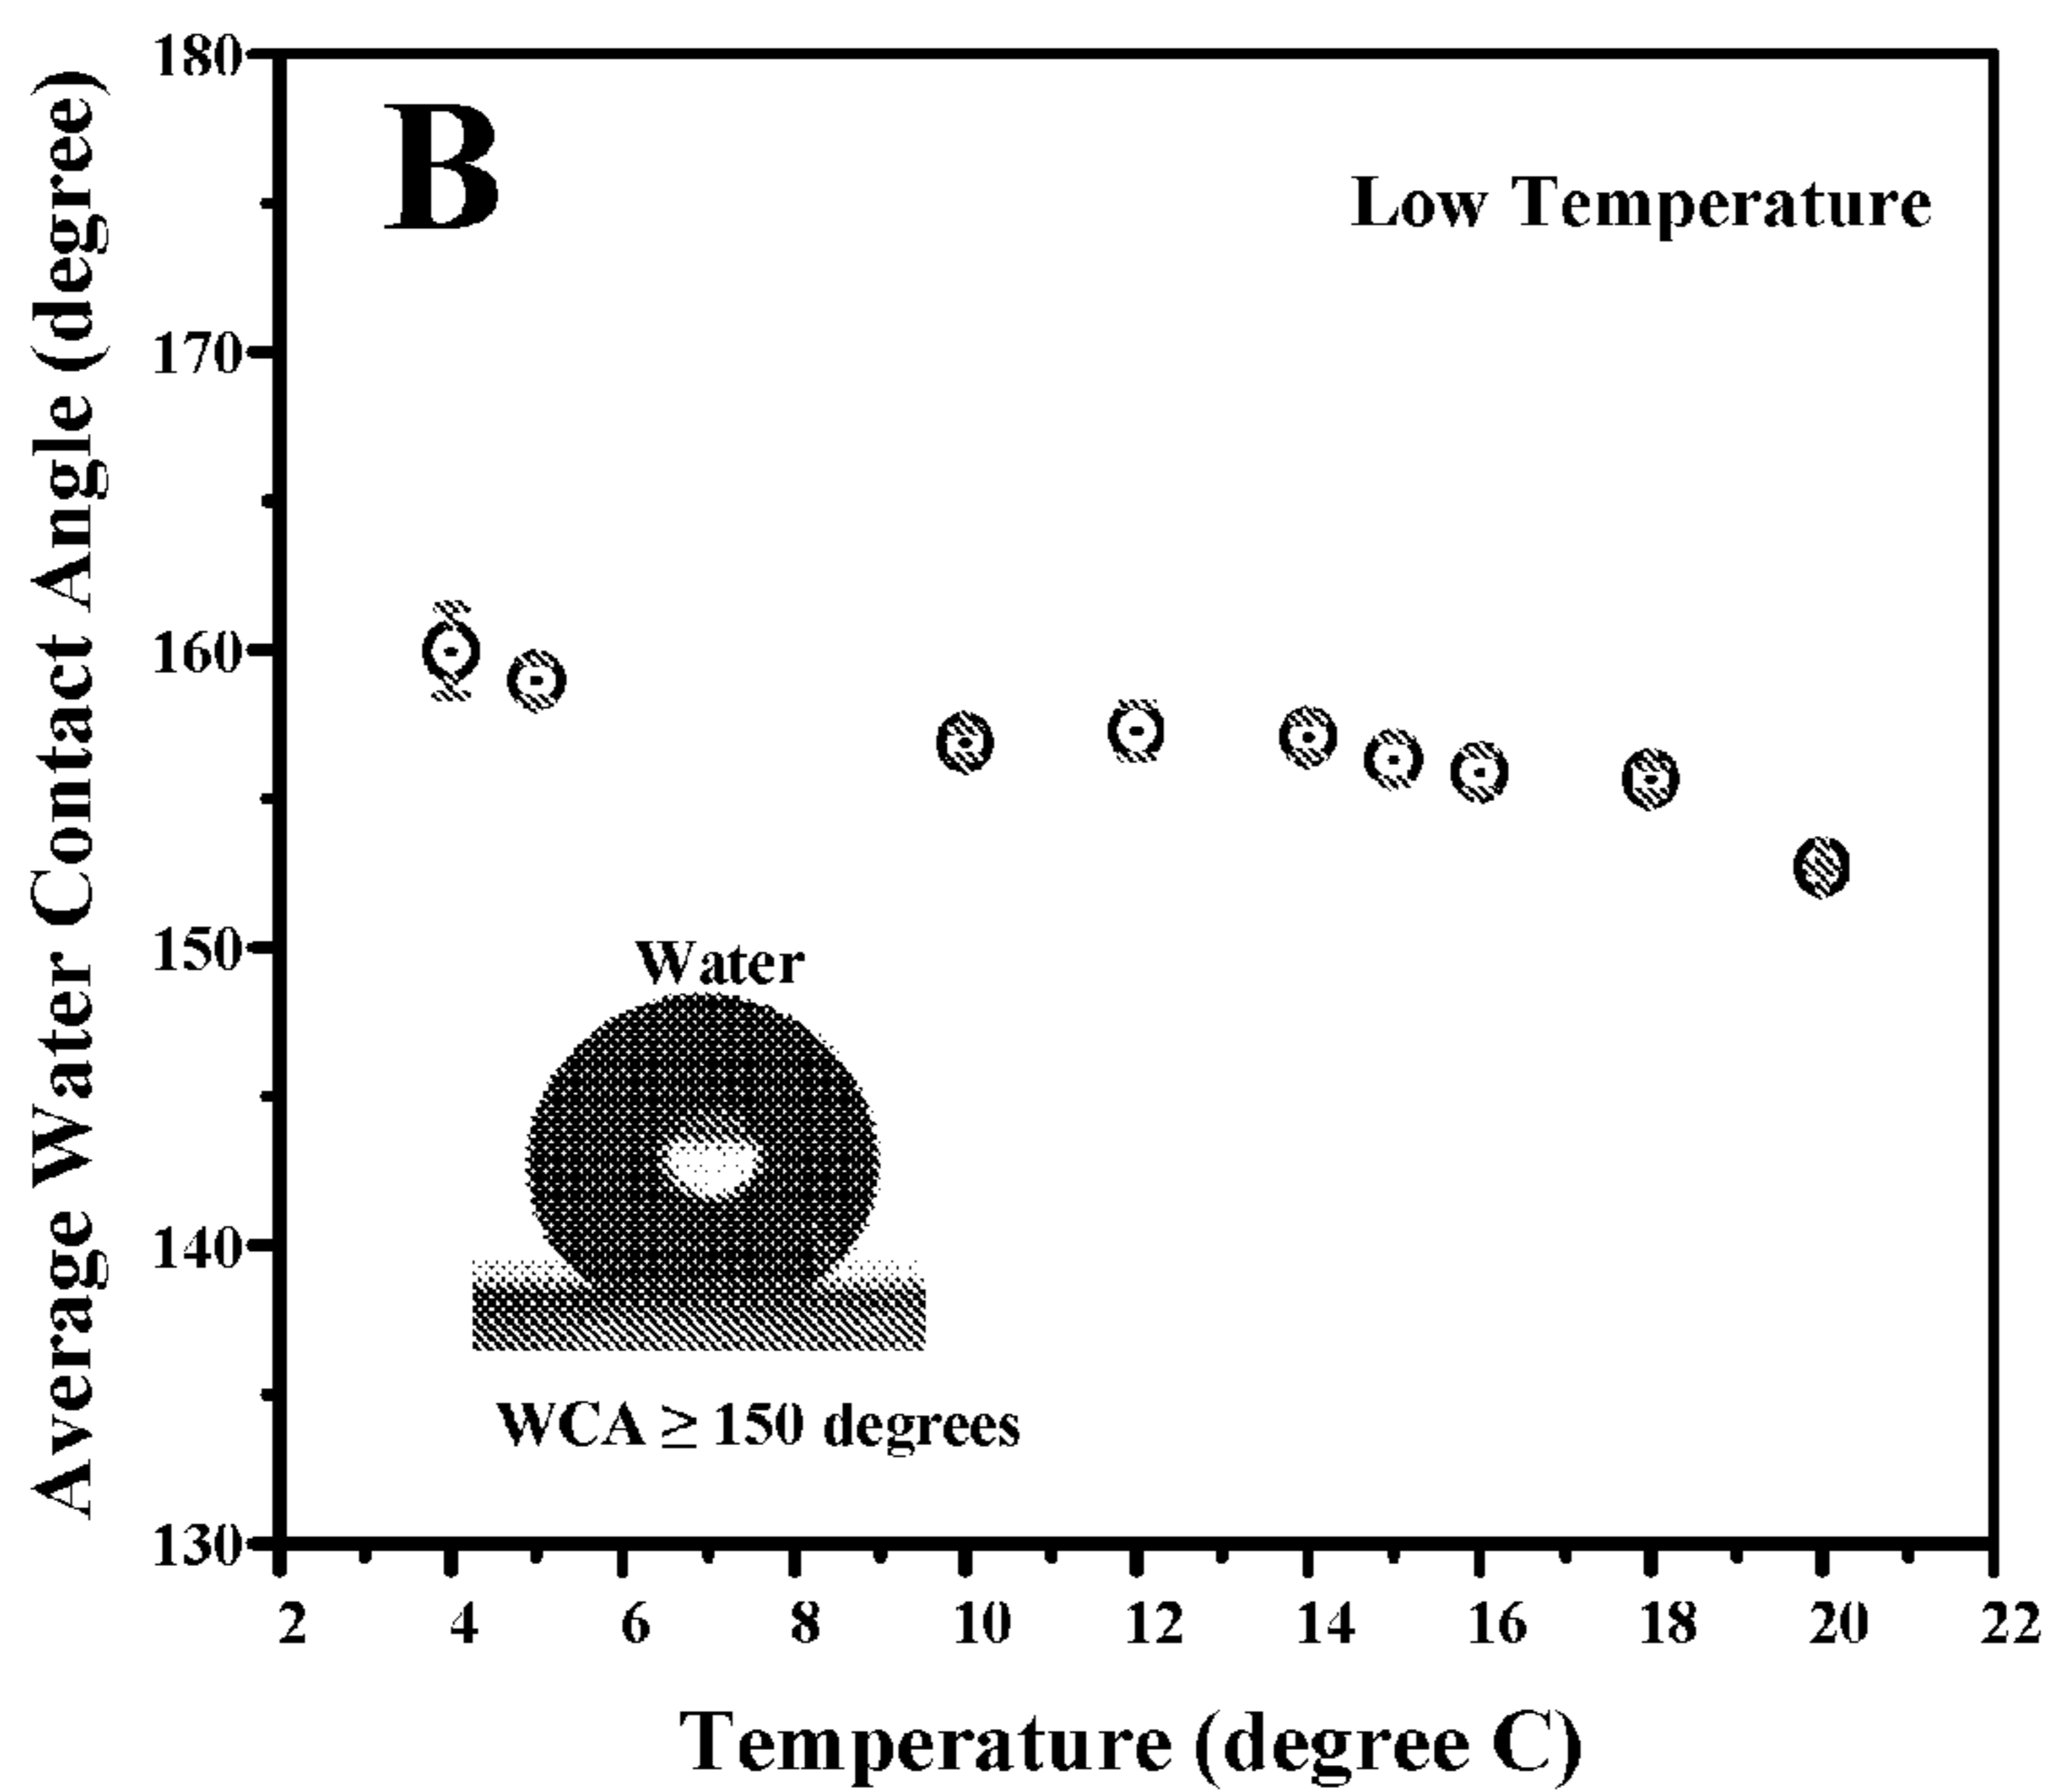 B
Low Temperature
Average Water Contact Angle (degree)
180
170
160
150
140
130
Water
WCA ≥ 150 degrees
2 4 6 8 10 12 14 16 18 20 22
Temperature (degree C)